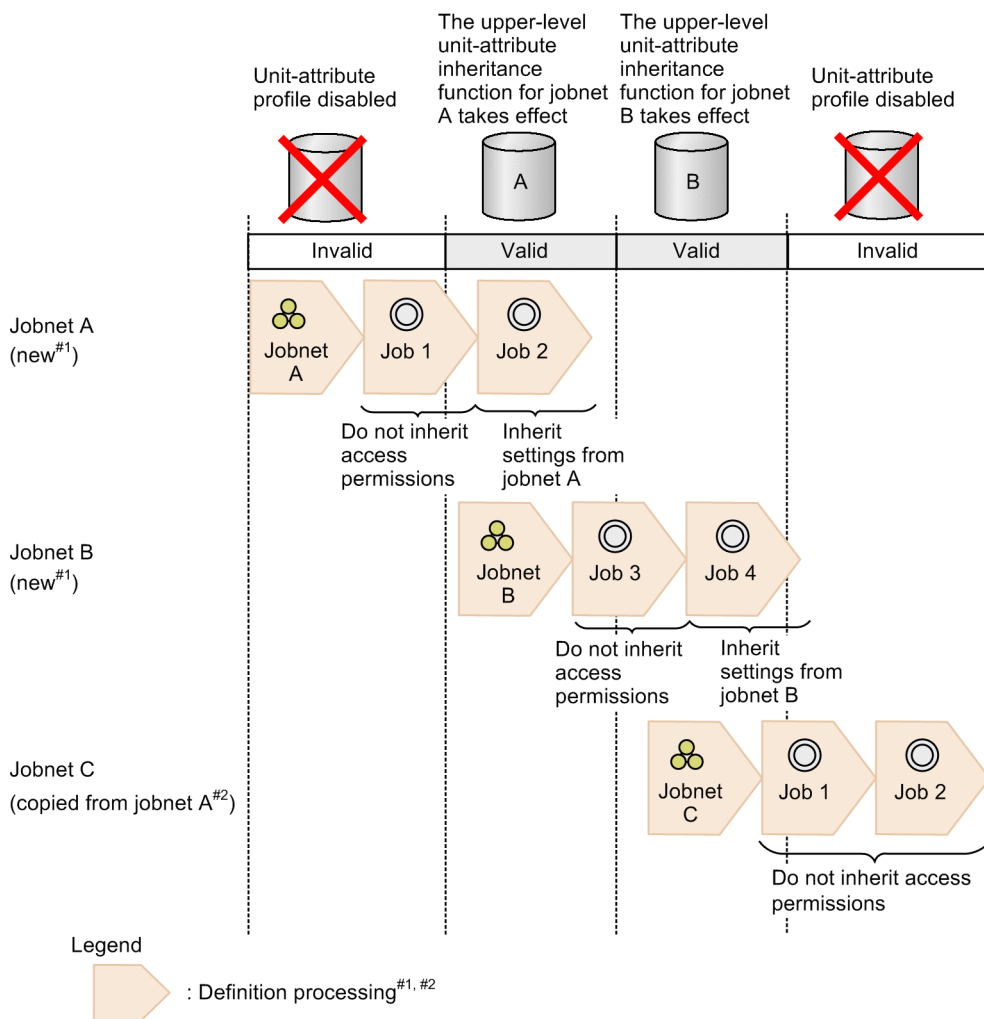 Unit-attribute
profile disabled
The upper-level
unit-attribute
inheritance
function for jobnet
A takes effect
The upper-level
unit-attribute
inheritance
function for jobnet
B takes effect
Unit-attribute
profile disabled
A
B
Invalid
Valid
Valid
Invalid
Jobnet A
(new#1)
Jobnet
A
Job 1
Job 2
Do not inherit
access
permissions
Inherit
settings from
jobnet A
Jobnet B
(new#1)
Jobnet
B
Job 3
Job 4
Do not inherit
access
permissions
Inherit
settings from
jobnet B
Jobnet C
(copied from jobnet A#2)
Jobnet
C
Job 1
Job 2
Do not inherit access
permissions
Legend
: Definition processing#1, #2